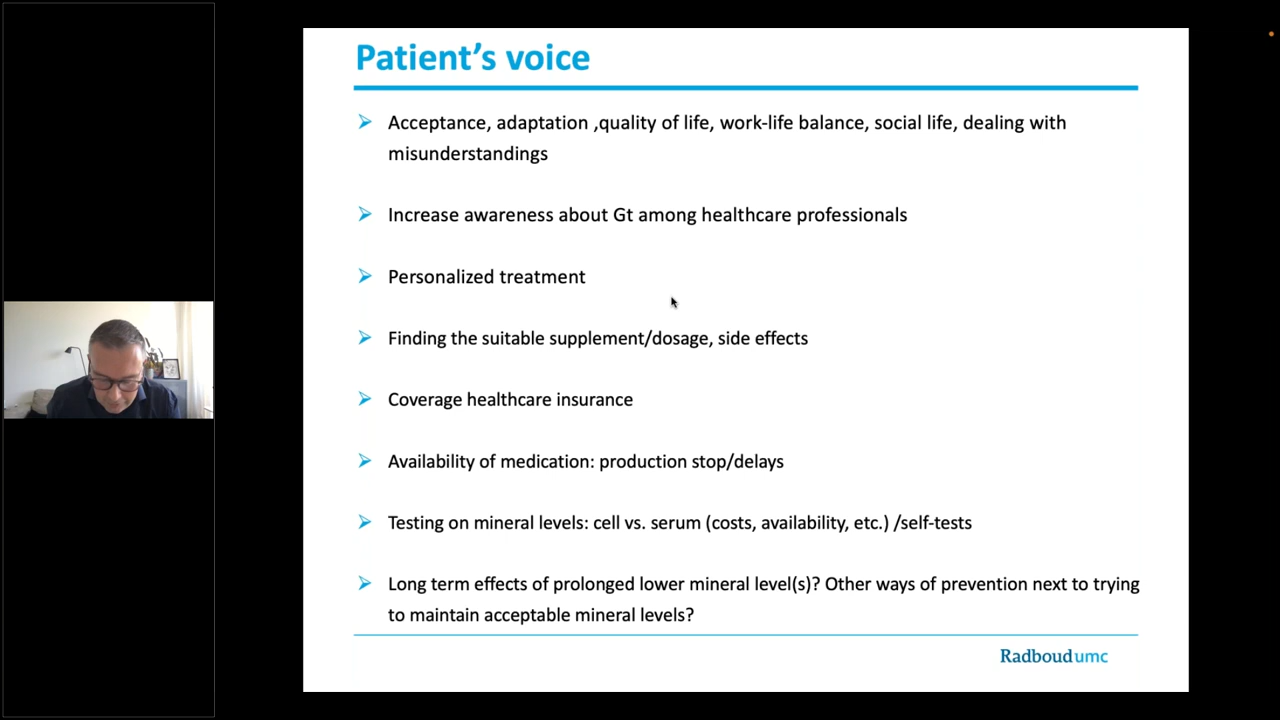 Patient's voice
Acceptance, adaptation ,quality of life, work-life balance, social life, dealing with
misunderstandings
Increase awareness about Gt among healthcare professionals
Personalized treatment
Finding the suitable supplement/dosage, side effects
Coverage healthcare insurance
Availability of medication: production stop/delays
Testing on mineral levels: cell vs. serum (costs, availability, etc.) /self-tests
Long term effects of prolonged lower mineral level(s)? Other ways of prevention next to trying
to maintain acceptable mineral levels?
Radboudumc